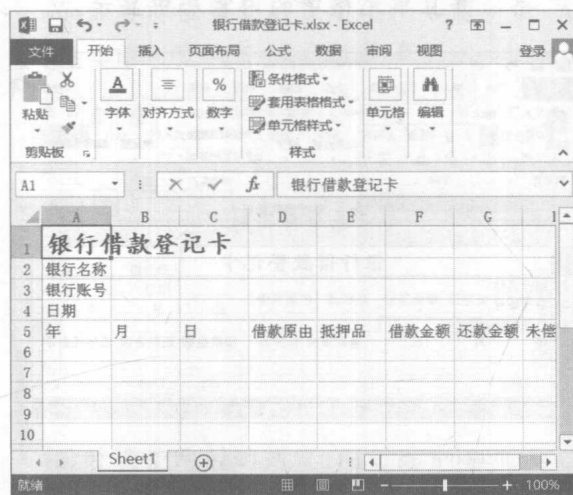 银行借款登记卡.xlsx - Excel
文件 开始 插入 页面布局 公式 数据 审阅 视图 登录
粘贴 字体 对齐方式 % 数字 条件格式 套用表格格式 单元格样式 单元格 编辑
剪贴板 样式
A1 fx 银行借款登记卡
A B C D E F G
1 银行借款登记卡
2 银行名称
3 银行账号
4 日期
5 年 月 日 借款原由 抵押品 借款金额 还款金额 未偿
6
7
8
9
10
Sheet1
就绪 100%